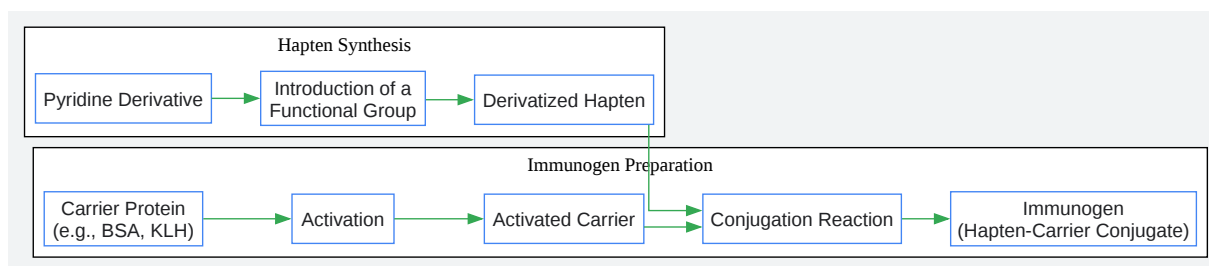 Hapten Synthesis
Pyridine Derivative
Introduction of a
Functional Group
Derivatized Hapten
Immunogen Preparation
Carrier Protein
(e.g., BSA, KLH)
Activation
Activated Carrier
Conjugation Reaction
Immunogen
(Hapten-Carrier Conjugate)